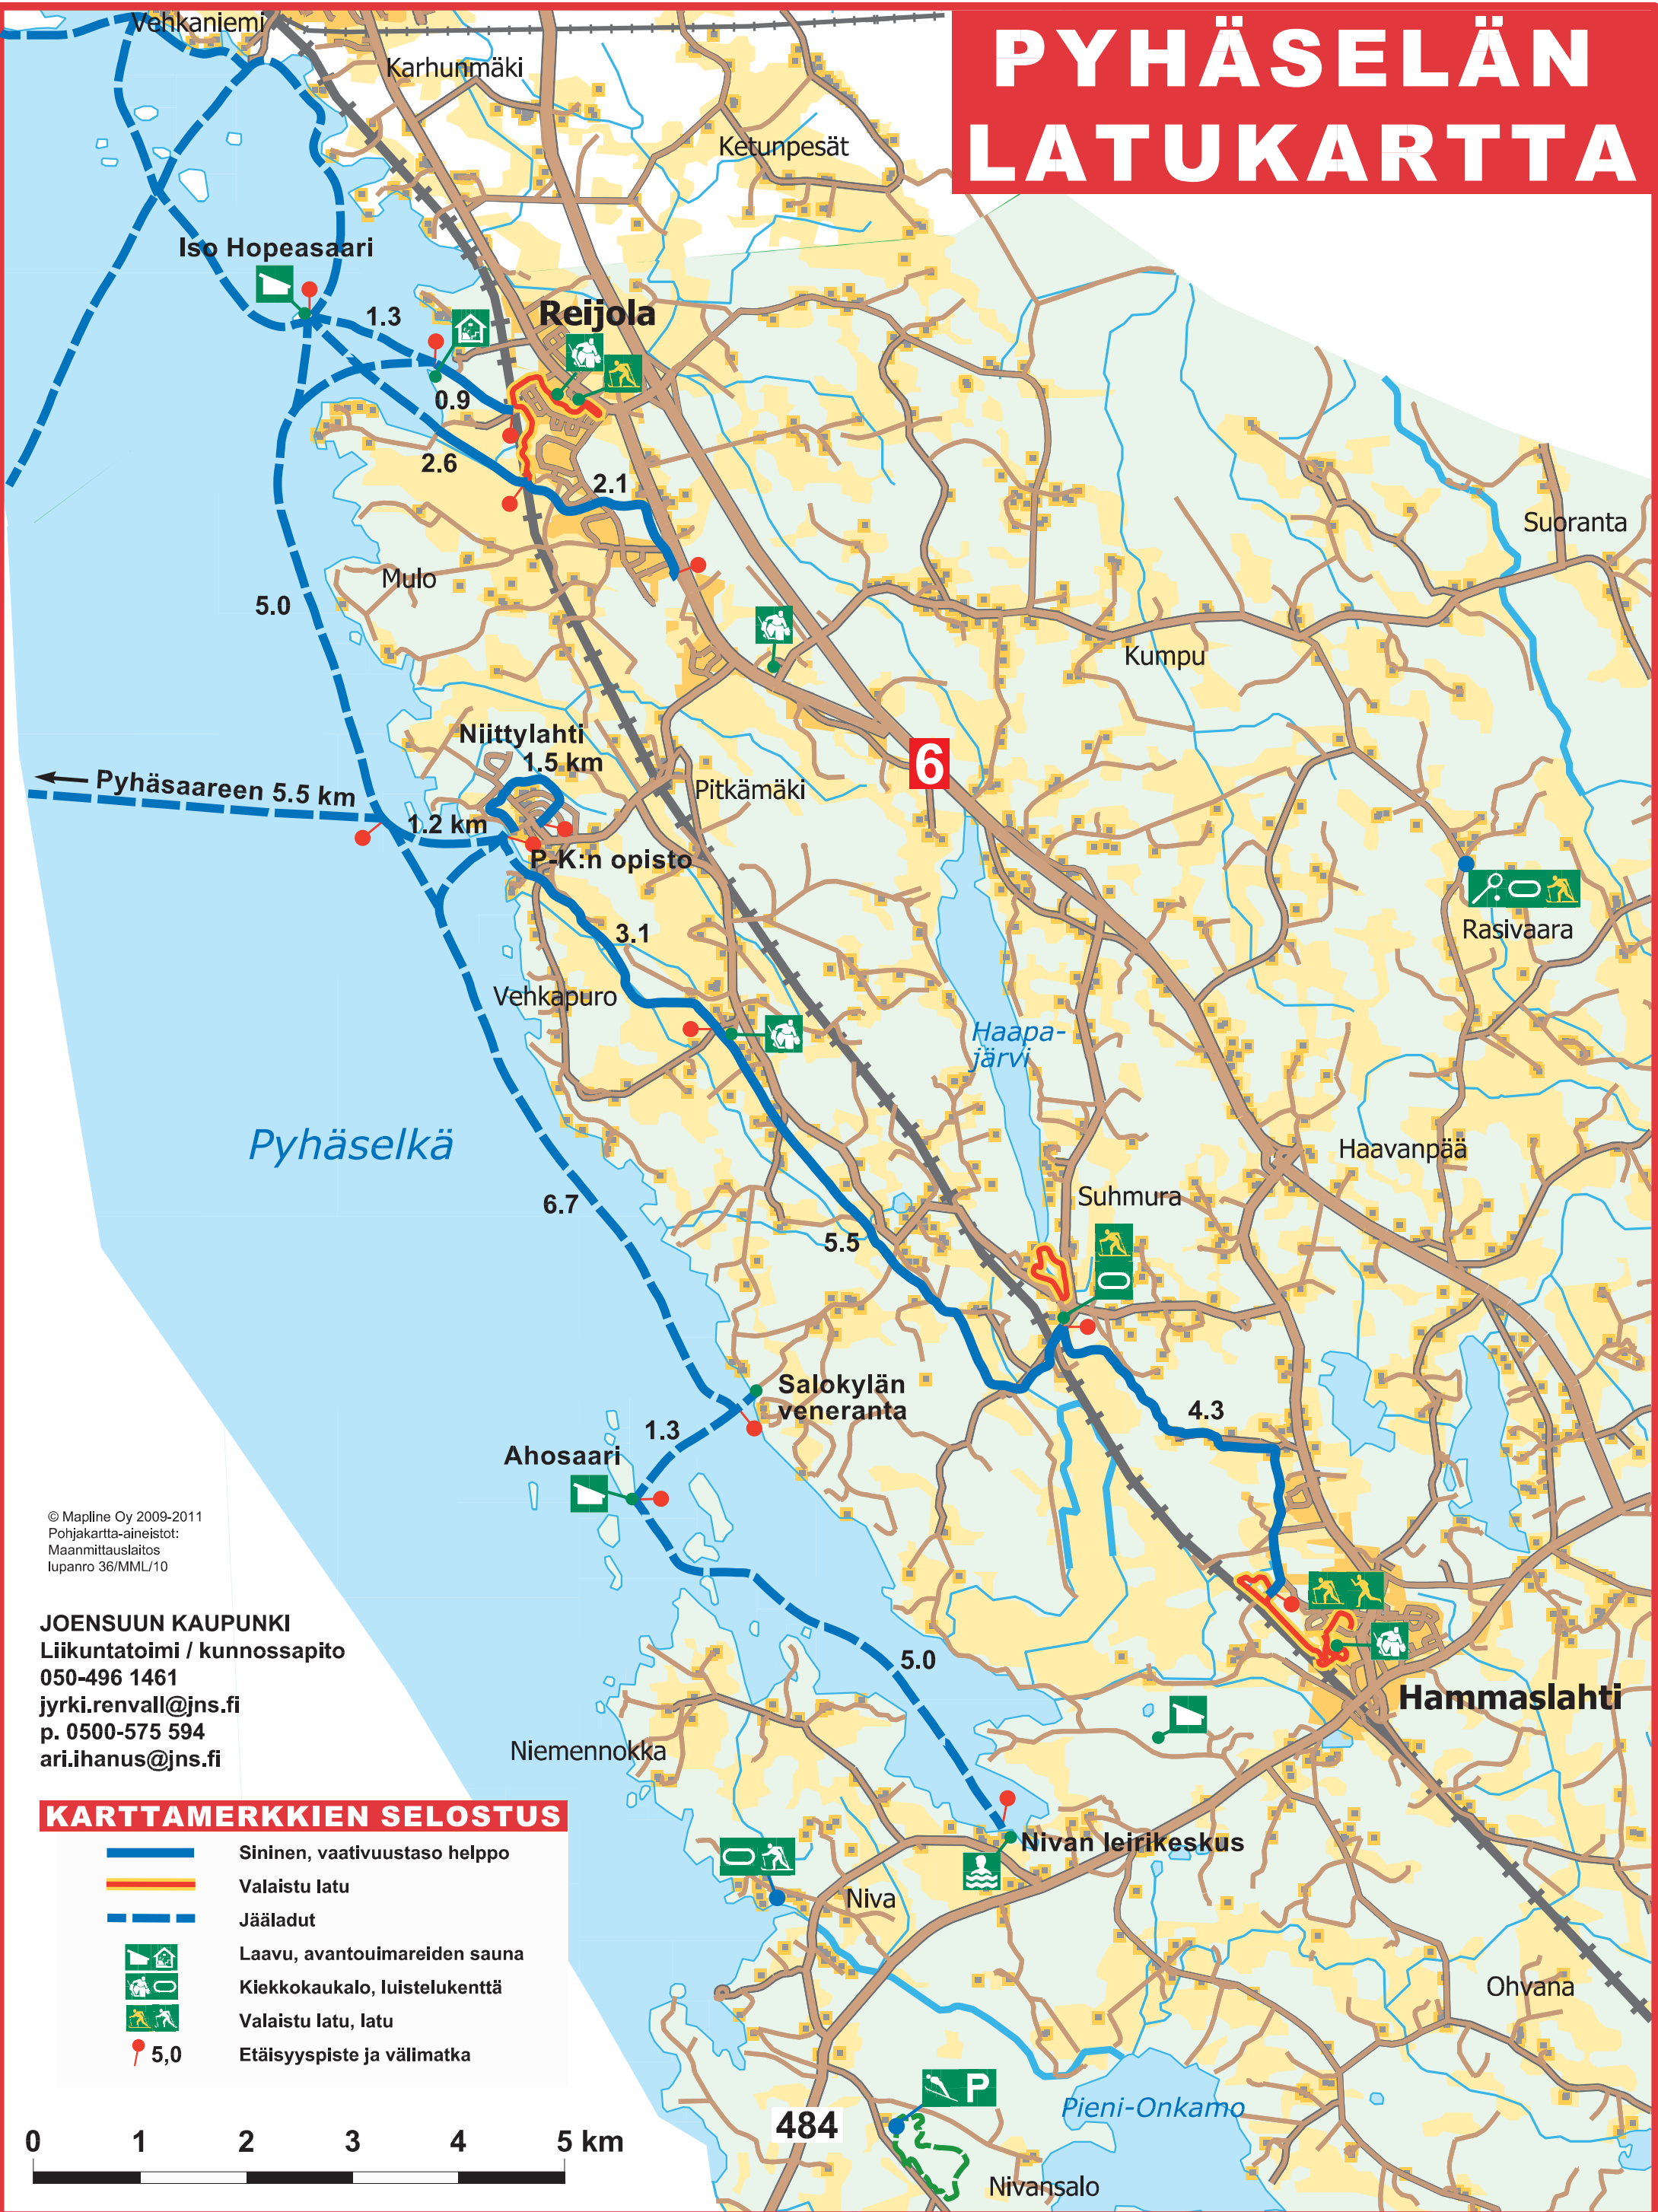 PYHÄSELÄN
LATUKARTTA
Vehkaniemi
Karhunmäki
Ketunpesät
Iso Hopeasaari
1.3
Reijola
0.9
2.6
2.1
Suoranta
Mulo
5.0
Kumpu
Niittylahti
1.5 km
6
Pyhäsaareen 5.5 km
Pitkämäki
1.2 km
P-K:n opisto
Rasivaara
3.1
Vehkapuro
Haapa-
järvi
Pyhäselkä
Haavanpää
Suhmura
6.7
5.5
Salokylän
veneranta
4.3
1.3
Ahosaari
© Mapline Oy 2009-2011
Pohjakartta-aineistot:
Maanmittauslaitos
lupanro 36/MML/10
JOENSUUN KAUPUNKI
Liikuntatoimi / kunnossapito
050-496 1461
jyrki.renvall@jns.fi
p. 0500-575 594
ari.ihanus@jns.fi
5.0
Hammaslahti
Niemennokka
Nivan leirikeskus
Niva
KARTTAMERKKIEN SELOSTUS
Sininen, vaativuustaso helppo
Valaistu latu
Jääladut
Laavu, avantouimareiden sauna
Kiekkokaukalo, luistelukenttä
Valaistu latu, latu
5,0 Etäisyyspiste ja välimatka
Ohvana
P
Pieni-Onkamo
484
Nivansalo
0 1 2 3 4 5 km